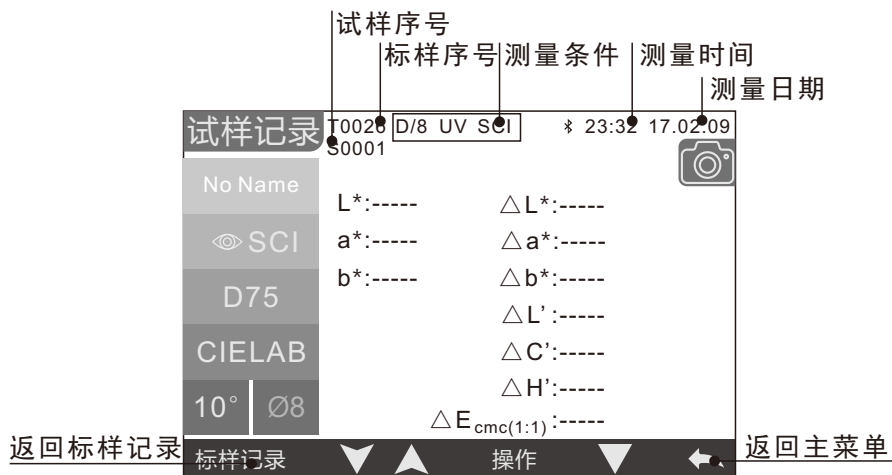 试样序号
标样序号 测量条件 测量时间
测量日期
试样记录 T0026 D/8 UV SCI 23:32 17.02.09
S0001
No Name
L*:----- △L*:-----
SCI a*:----- △a*:-----
b*:----- △b*:-----
D75
△L':-----
CIELAB △C':-----
△H':-----
10° Ø8
△E cmc(1:1):-----
返回标样记录 标样记录 操作 返回主菜单